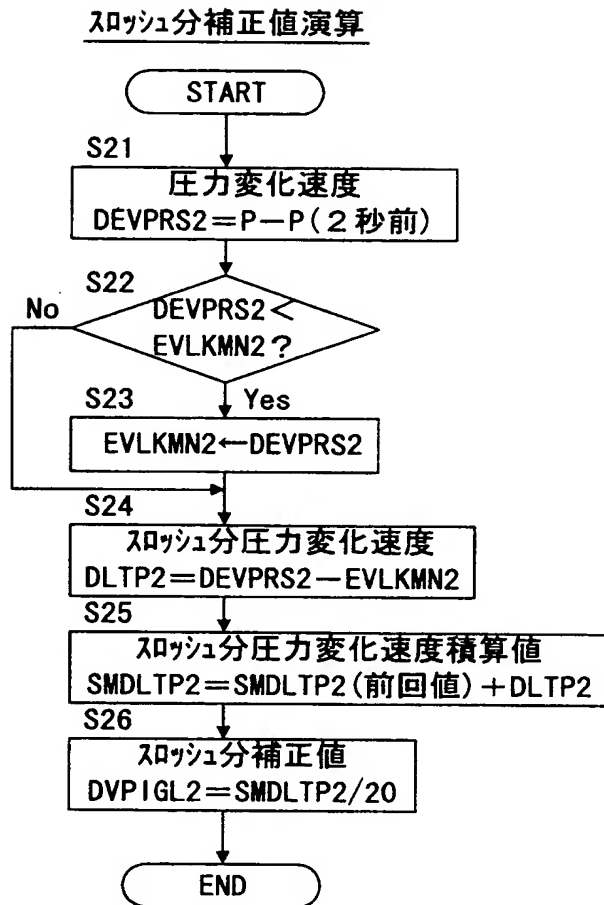 スロッシュ分補正値演算
START
S21
圧力変化速度
DEVPRS2=P-P(2秒前)
S22
No
DEVPRS2<
EVLKMN2?
S23
Yes
EVLKMN2←DEVPRS2
S24
スロッシュ分圧力変化速度
DLTP2=DEVPRS2-EVLKMN2
S25
スロッシュ分圧力変化速度積算値
SMDLTP2=SMDLTP2(前回値)+DLTP2
S26
スロッシュ分補正値
DVPIGL2=SMDLTP2/20
END